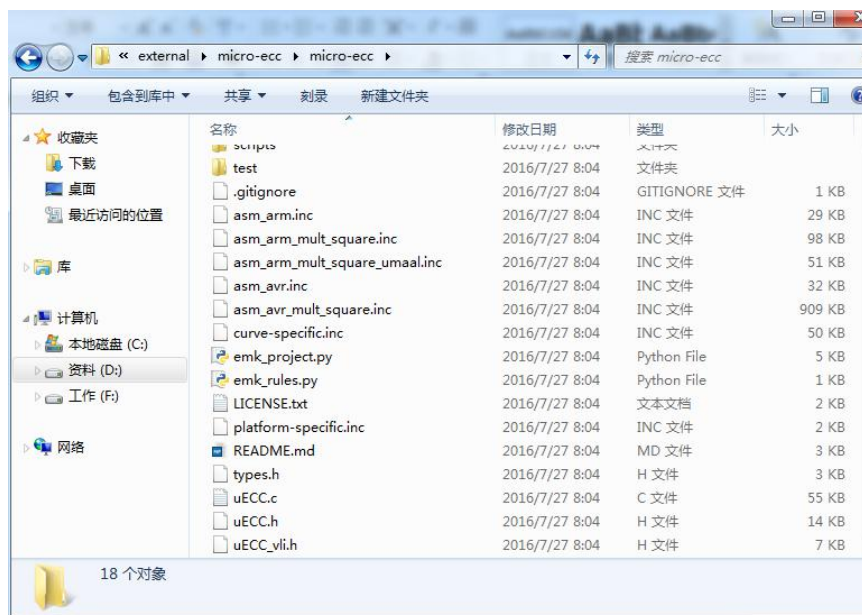 « external ▸ micro-ecc ▸ micro-ecc ▸ 搜索 micro-ecc
组织 包含到库中 共享 刻录 新建文件夹
收藏夹
下载
桌面
最近访问的位置
库
计算机
本地磁盘 (C:)
资料 (D:)
工作 (F:)
网络
名称 修改日期 类型 大小
scripts 2016/7/27 8:04 文件夹
test 2016/7/27 8:04 文件夹
.gitignore 2016/7/27 8:04 GITIGNORE 文件 1 KB
asm_arm.inc 2016/7/27 8:04 INC 文件 29 KB
asm_arm_mult_square.inc 2016/7/27 8:04 INC 文件 98 KB
asm_arm_mult_square_umaal.inc 2016/7/27 8:04 INC 文件 51 KB
asm_avr.inc 2016/7/27 8:04 INC 文件 32 KB
asm_avr_mult_square.inc 2016/7/27 8:04 INC 文件 909 KB
curve-specific.inc 2016/7/27 8:04 INC 文件 50 KB
emk_project.py 2016/7/27 8:04 Python File 5 KB
emk_rules.py 2016/7/27 8:04 Python File 1 KB
LICENSE.txt 2016/7/27 8:04 文本文档 2 KB
platform-specific.inc 2016/7/27 8:04 INC 文件 2 KB
README.md 2016/7/27 8:04 MD 文件 3 KB
types.h 2016/7/27 8:04 H 文件 3 KB
uECC.c 2016/7/27 8:04 C 文件 55 KB
uECC.h 2016/7/27 8:04 H 文件 14 KB
uECC_vli.h 2016/7/27 8:04 H 文件 7 KB
18 个对象